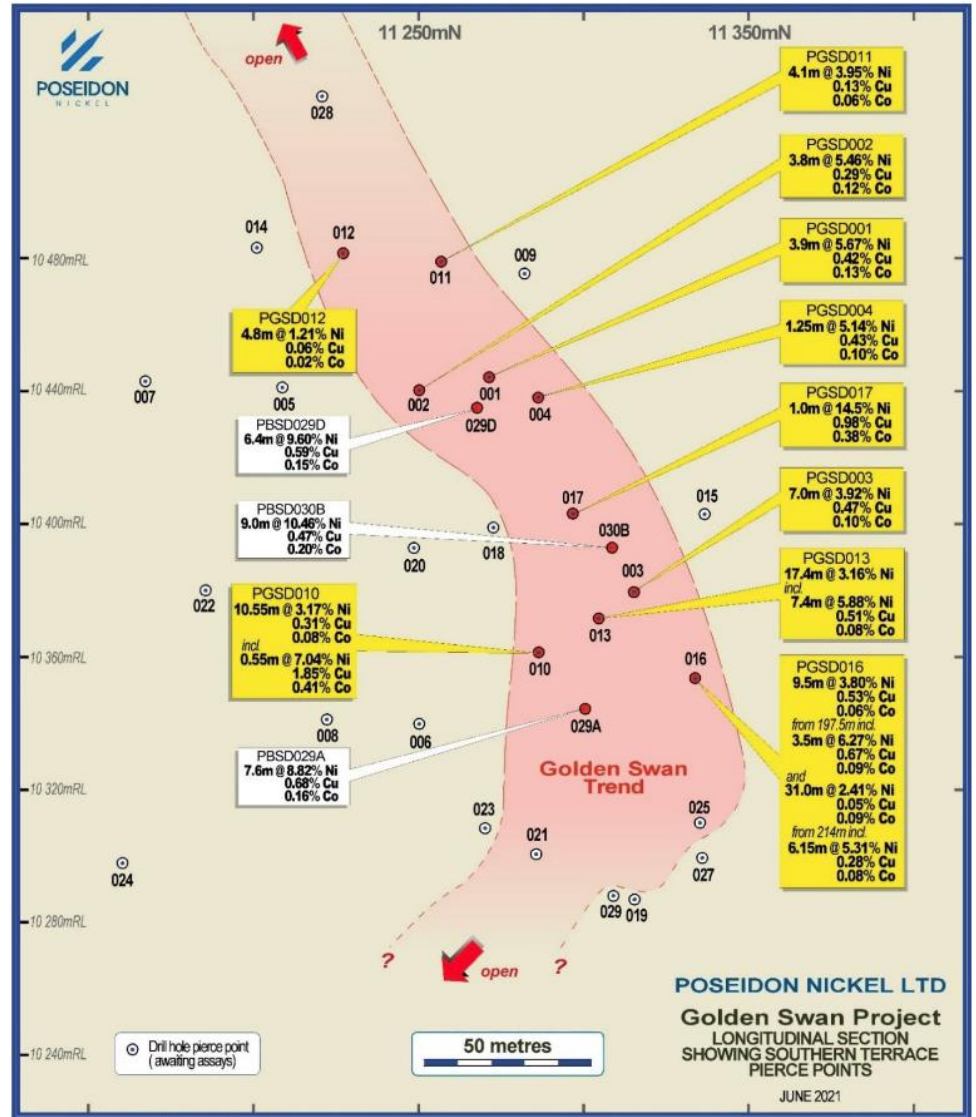 POSEIDON
NICKEL
open
11 250mN
11 350mN
028
PGSD011
4.1m @ 3.95% Ni
0.13% Cu
0.06% Co
PGSD002
3.8m @ 5.46% Ni
0.29% Cu
0.12% Co
014
012
011
009
10 480mRL
PGSD001
3.9m @ 5.67% Ni
0.42% Cu
0.13% Co
PGSD012
4.8m @ 1.21% Ni
0.06% Cu
0.02% Co
PGSD004
1.25m @ 5.14% Ni
0.43% Cu
0.10% Co
10 440mRL
007
005
002
001
004
029D
PBSD029D
6.4m @ 9.60% Ni
0.59% Cu
0.15% Co
PGSD017
1.0m @ 14.5% Ni
0.98% Cu
0.38% Co
017
015
PBSD030B
9.0m @ 10.46% Ni
0.47% Cu
0.20% Co
10 400mRL
020
018
030B
003
PGSD003
7.0m @ 3.92% Ni
0.47% Cu
0.10% Co
022
PGSD010
10.55m @ 3.17% Ni
0.31% Cu
0.08% Co
incl
0.55m @ 7.04% Ni
1.85% Cu
0.41% Co
013
PGSD013
17.4m @ 3.16% Ni
incl
7.4m @ 5.88% Ni
0.51% Cu
0.08% Co
10 360mRL
010
016
PGSD016
9.5m @ 3.80% Ni
0.53% Cu
0.06% Co
from 197.5m incl.
3.5m @ 6.27% Ni
0.67% Cu
0.09% Co
and
31.0m @ 2.41% Ni
0.05% Cu
0.09% Co
from 214m incl.
6.15m @ 5.31% Ni
0.28% Cu
0.08% Co
008
006
029A
PBSD029A
7.6m @ 8.82% Ni
0.68% Cu
0.16% Co
Golden Swan
Trend
10 320mRL
023
021
025
027
024
029
019
10 280mRL
?
open
?
POSEIDON NICKEL LTD
Golden Swan Project
LONGITUDINAL SECTION
SHOWING SOUTHERN TERRACE
PIERCE POINTS
JUNE 2021
10 240mRL
Drill hole pierce point
( awaiting assays)
50 metres